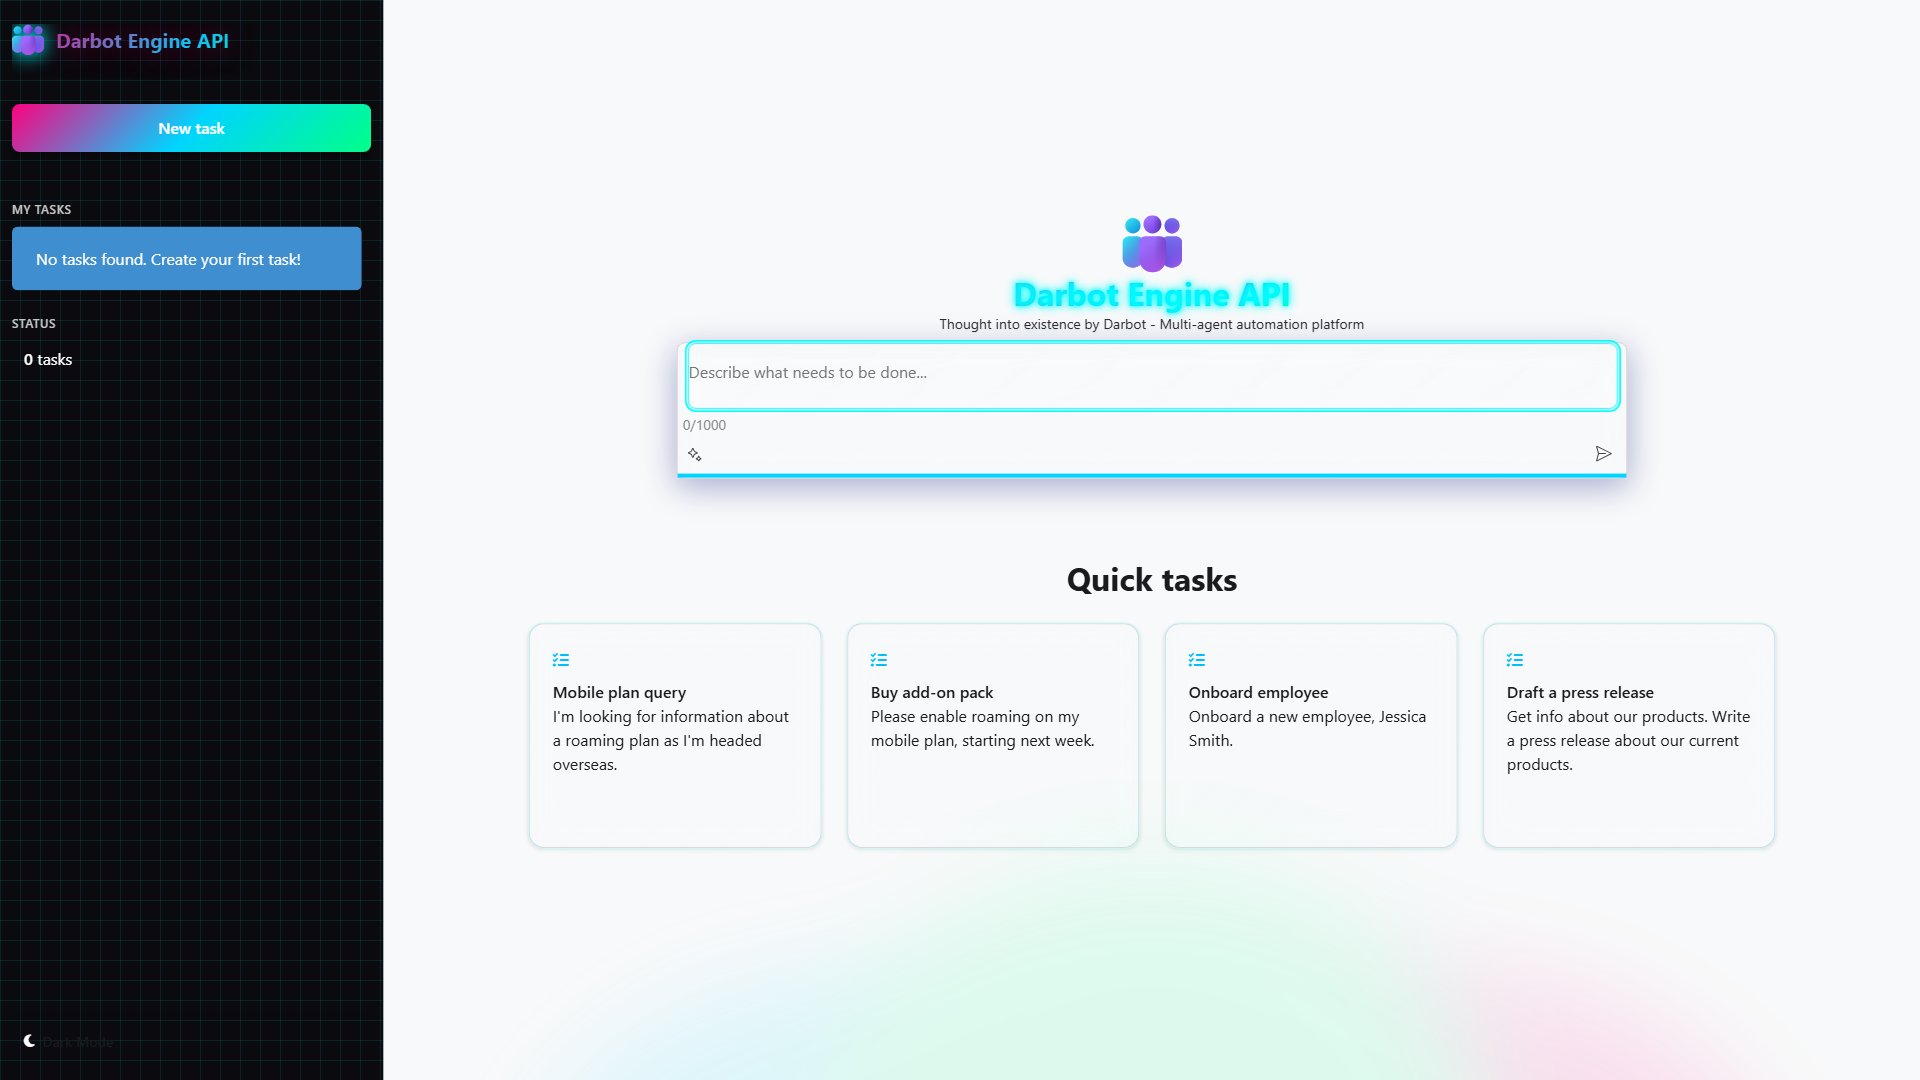 Darbot Engine API
New task
MY TASKS
No tasks found. Create your first task!
STATUS
0 tasks
Dark Mode
Darbot Engine API
Thought into existence by Darbot - Multi-agent automation platform
Describe what needs to be done...
0/1000
Quick tasks
Mobile plan query
I'm looking for information about
a roaming plan as I'm headed
overseas.
Buy add-on pack
Please enable roaming on my
mobile plan, starting next week.
Onboard employee
Onboard a new employee, Jessica
Smith.
Draft a press release
Get info about our products. Write
a press release about our current
products.